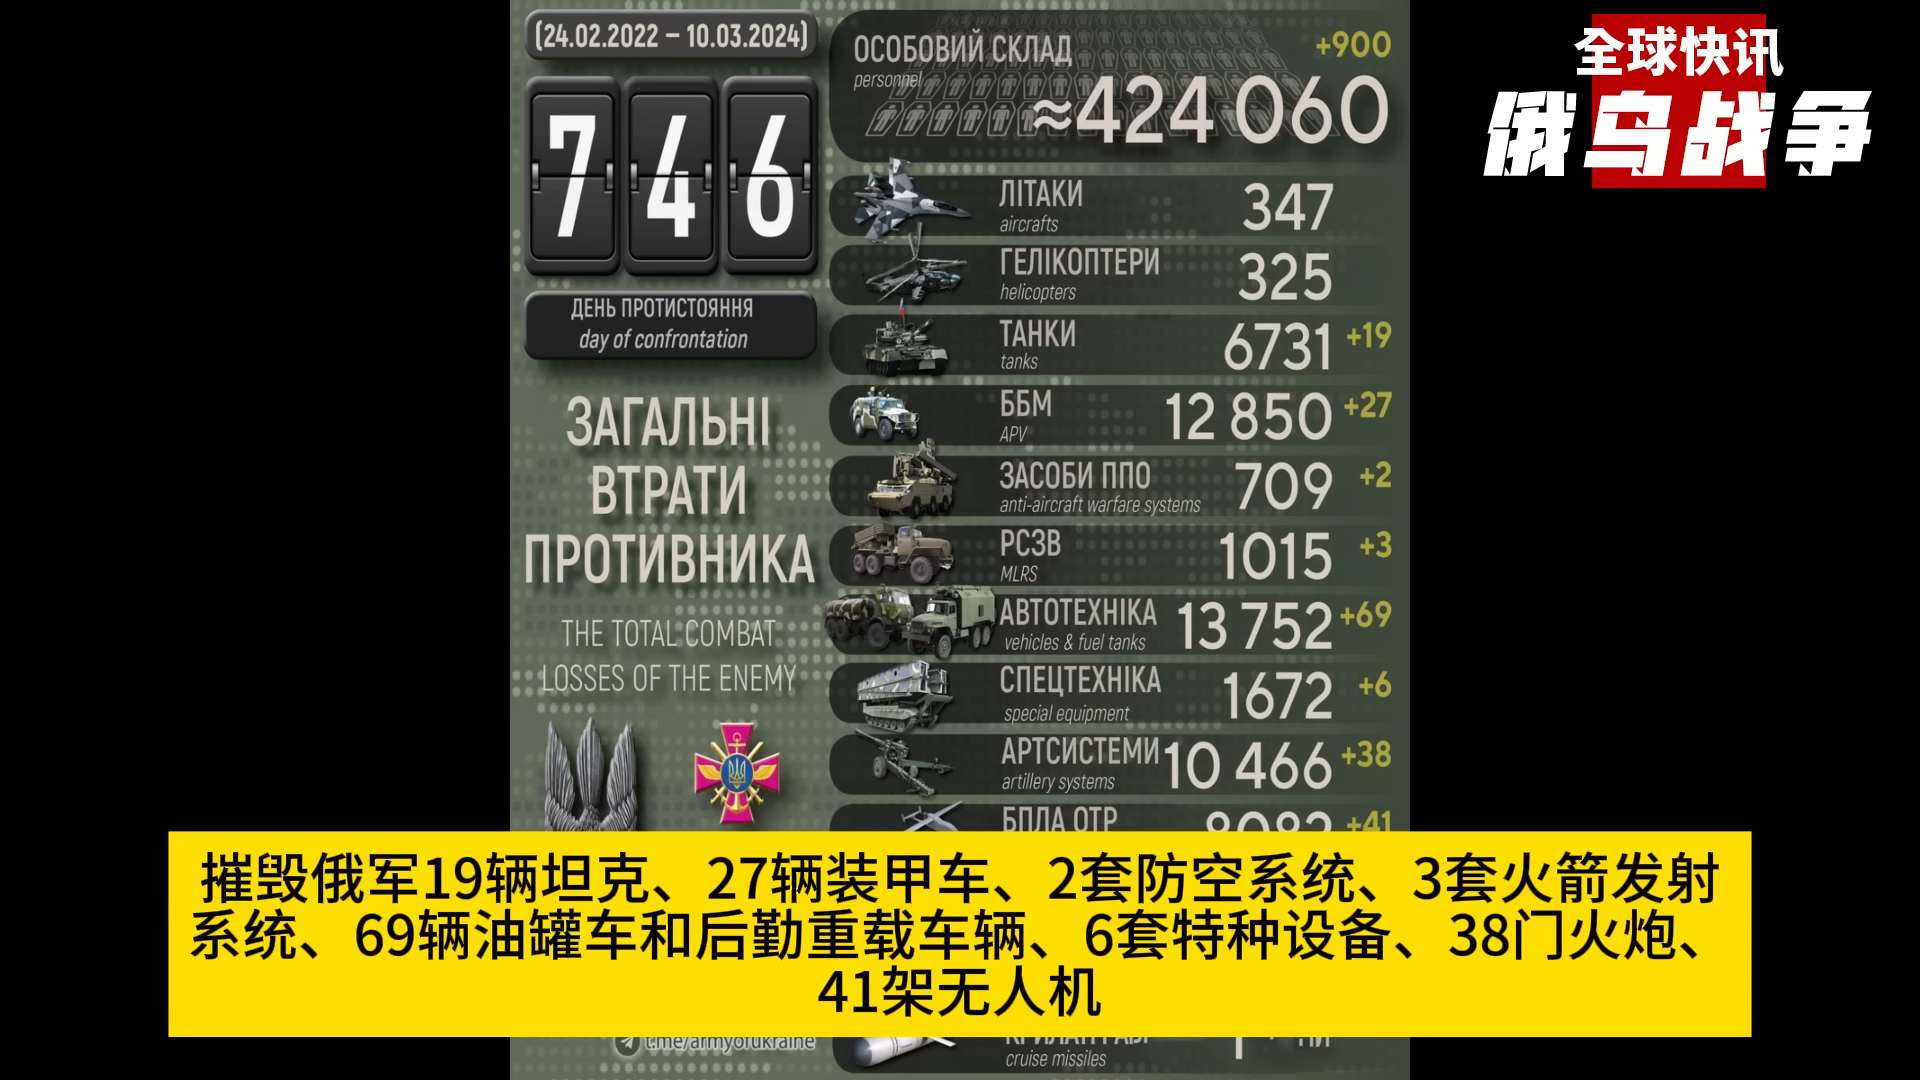 (24.02.2022 – 10.03.2024)
746
ДЕНЬ ПРОТИСТОЯННЯ
day of confrontation
ЗАГАЛЬНІ
ВТРАТИ
ПРОТИВНИКА
THE TOTAL COMBAT
LOSSES OF THE ENEMY
ОСОБОВИЙ СКЛАД +900
personnel
≈424 060
ЛІТАКИ 347
aircrafts
ГЕЛІКОПТЕРИ 325
helicopters
ТАНКИ 6731 +19
tanks
ББМ 12 850 +27
APV
ЗАСОБИ ППО 709 +2
anti-aircraft warfare systems
РСЗВ 1015 +3
MLRS
АВТОТЕХНІКА 13 752 +69
vehicles & fuel tanks
СПЕЦТЕХНІКА 1672 +6
special equipment
АРТСИСТЕМИ 10 466 +38
artillery systems
БПЛА ОТР +41
全球快讯
俄乌战争
摧毁俄军19辆坦克、27辆装甲车、2套防空系统、3套火箭发射
系统、69辆油罐车和后勤重载车辆、6套特种设备、38门火炮、
41架无人机
t.me/armyofukraine
cruise missiles